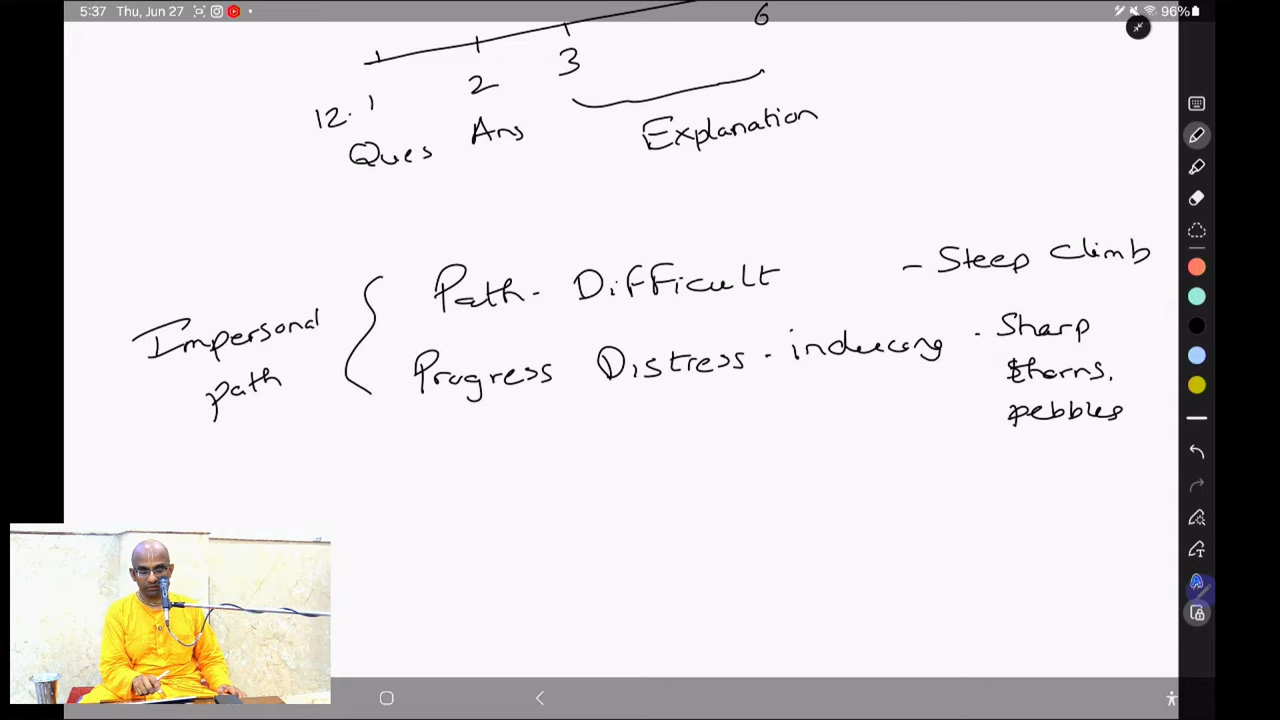 5:37 Thu, Jun 27
96%
6
12. 1 2 3
Ques Ans Explanation
Impersonal path
Path - Difficult - Steep Climb
Progress Distress - inducing - Sharp thorns, pebbles